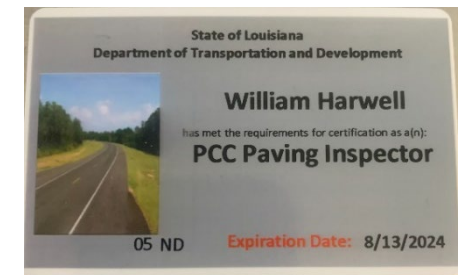 State of Louisiana
Department of Transportation and Development
William Harwell
has met the requirements for certification as a(n):
PCC Paving Inspector
05 ND
Expiration Date: 8/13/2024